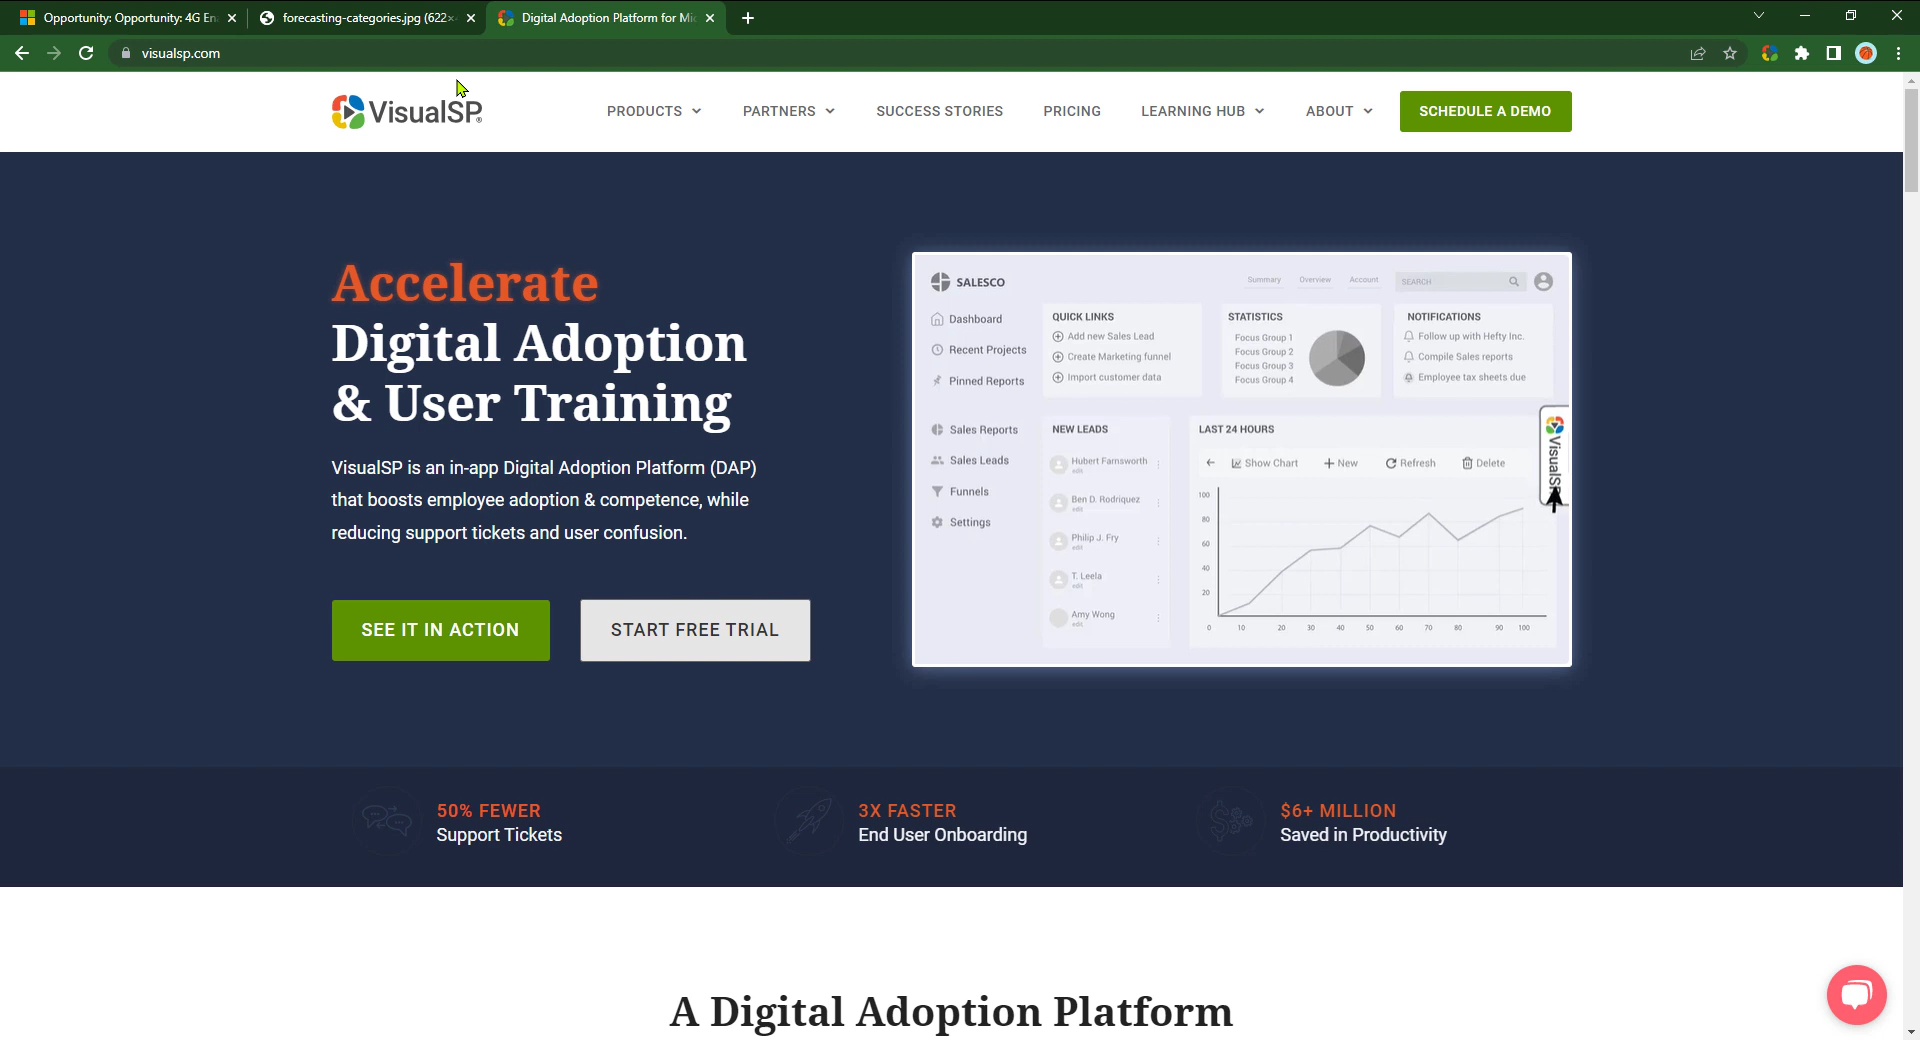 Opportunity: Opportunity: 4G En
forecasting-categories.jpg (622×
Digital Adoption Platform for Mic
visualsp.com
VisualSP®
PRODUCTS
PARTNERS
SUCCESS STORIES
PRICING
LEARNING HUB
ABOUT
SCHEDULE A DEMO
Accelerate
Digital Adoption
& User Training
VisualSP is an in-app Digital Adoption Platform (DAP)
that boosts employee adoption & competence, while
reducing support tickets and user confusion.
SEE IT IN ACTION
START FREE TRIAL
SALESCO
Summary
Overview
Account
SEARCH
Dashboard
Recent Projects
Pinned Reports
Sales Reports
Sales Leads
Funnels
Settings
QUICK LINKS
Add new Sales Lead
Create Marketing funnel
Import customer data
STATISTICS
Focus Group 1
Focus Group 2
Focus Group 3
Focus Group 4
NOTIFICATIONS
Follow up with Hefty Inc.
Compile Sales reports
Employee tax sheets due
NEW LEADS
Hubert Farnsworth
edit
Ben D. Rodriquez
edit
Philip J. Fry
edit
T. Leela
edit
Amy Wong
edit
LAST 24 HOURS
Show Chart
New
Refresh
Delete
100
80
60
40
20
0 10 20 30 40 50 60 70 80 90 100
VisualSP
50% FEWER
Support Tickets
3X FASTER
End User Onboarding
$6+ MILLION
Saved in Productivity
A Digital Adoption Platform